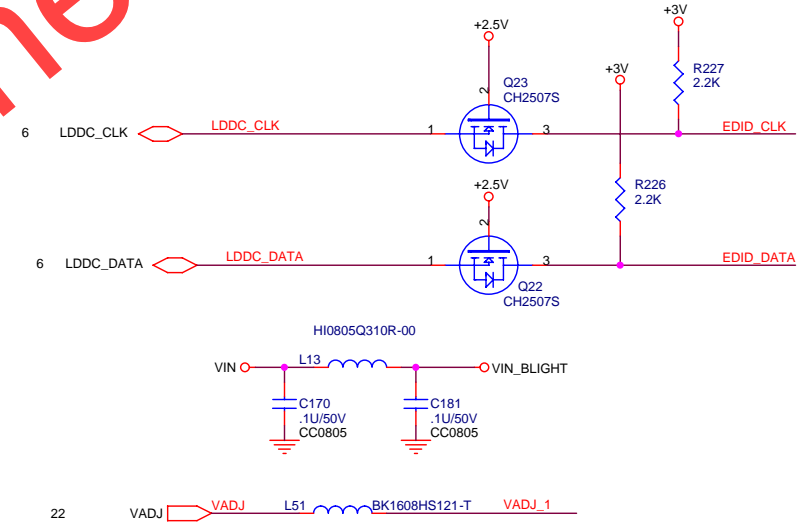 +3V
+2.5V
Q23
CH2507S
2
+3V
R227
2.2K
6 LDDC_CLK LDDC_CLK 1 3 EDID_CLK
+2.5V
R226
2.2K
2
6 LDDC_DATA LDDC_DATA 1 3 EDID_DATA
Q22
CH2507S
HI0805Q310R-00
VIN L13 VIN_BLIGHT
C170
.1U/50V
CC0805
C181
.1U/50V
CC0805
22 VADJ VADJ L51 BK1608HS121-T VADJ_1